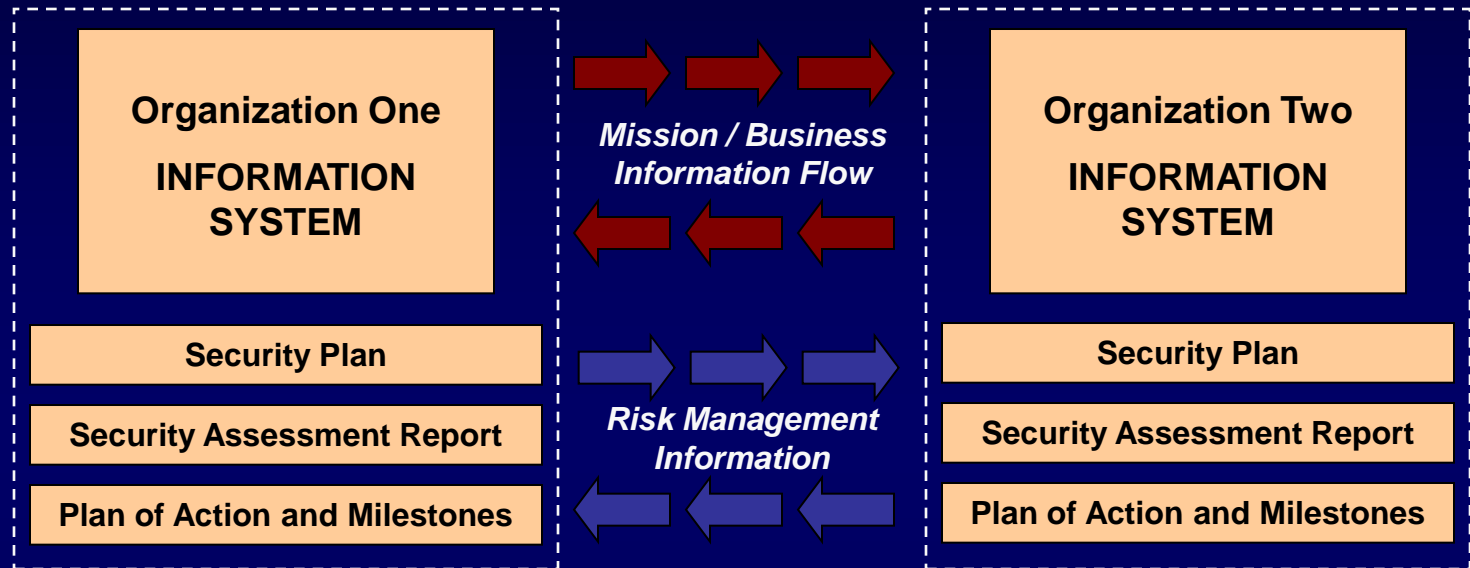 Organization One
INFORMATION
SYSTEM
Security Plan
Security Assessment Report
Plan of Action and Milestones
Mission / Business
Information Flow
Risk Management
Information
Organization Two
INFORMATION
SYSTEM
Security Plan
Security Assessment Report
Plan of Action and Milestones